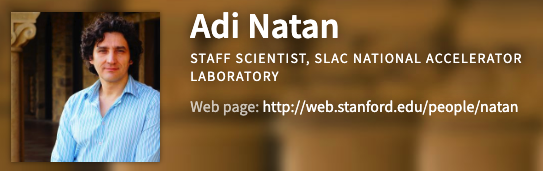 Adi Natan
STAFF SCIENTIST, SLAC NATIONAL ACCELERATOR
LABORATORY
Web page: http://web.stanford.edu/people/natan